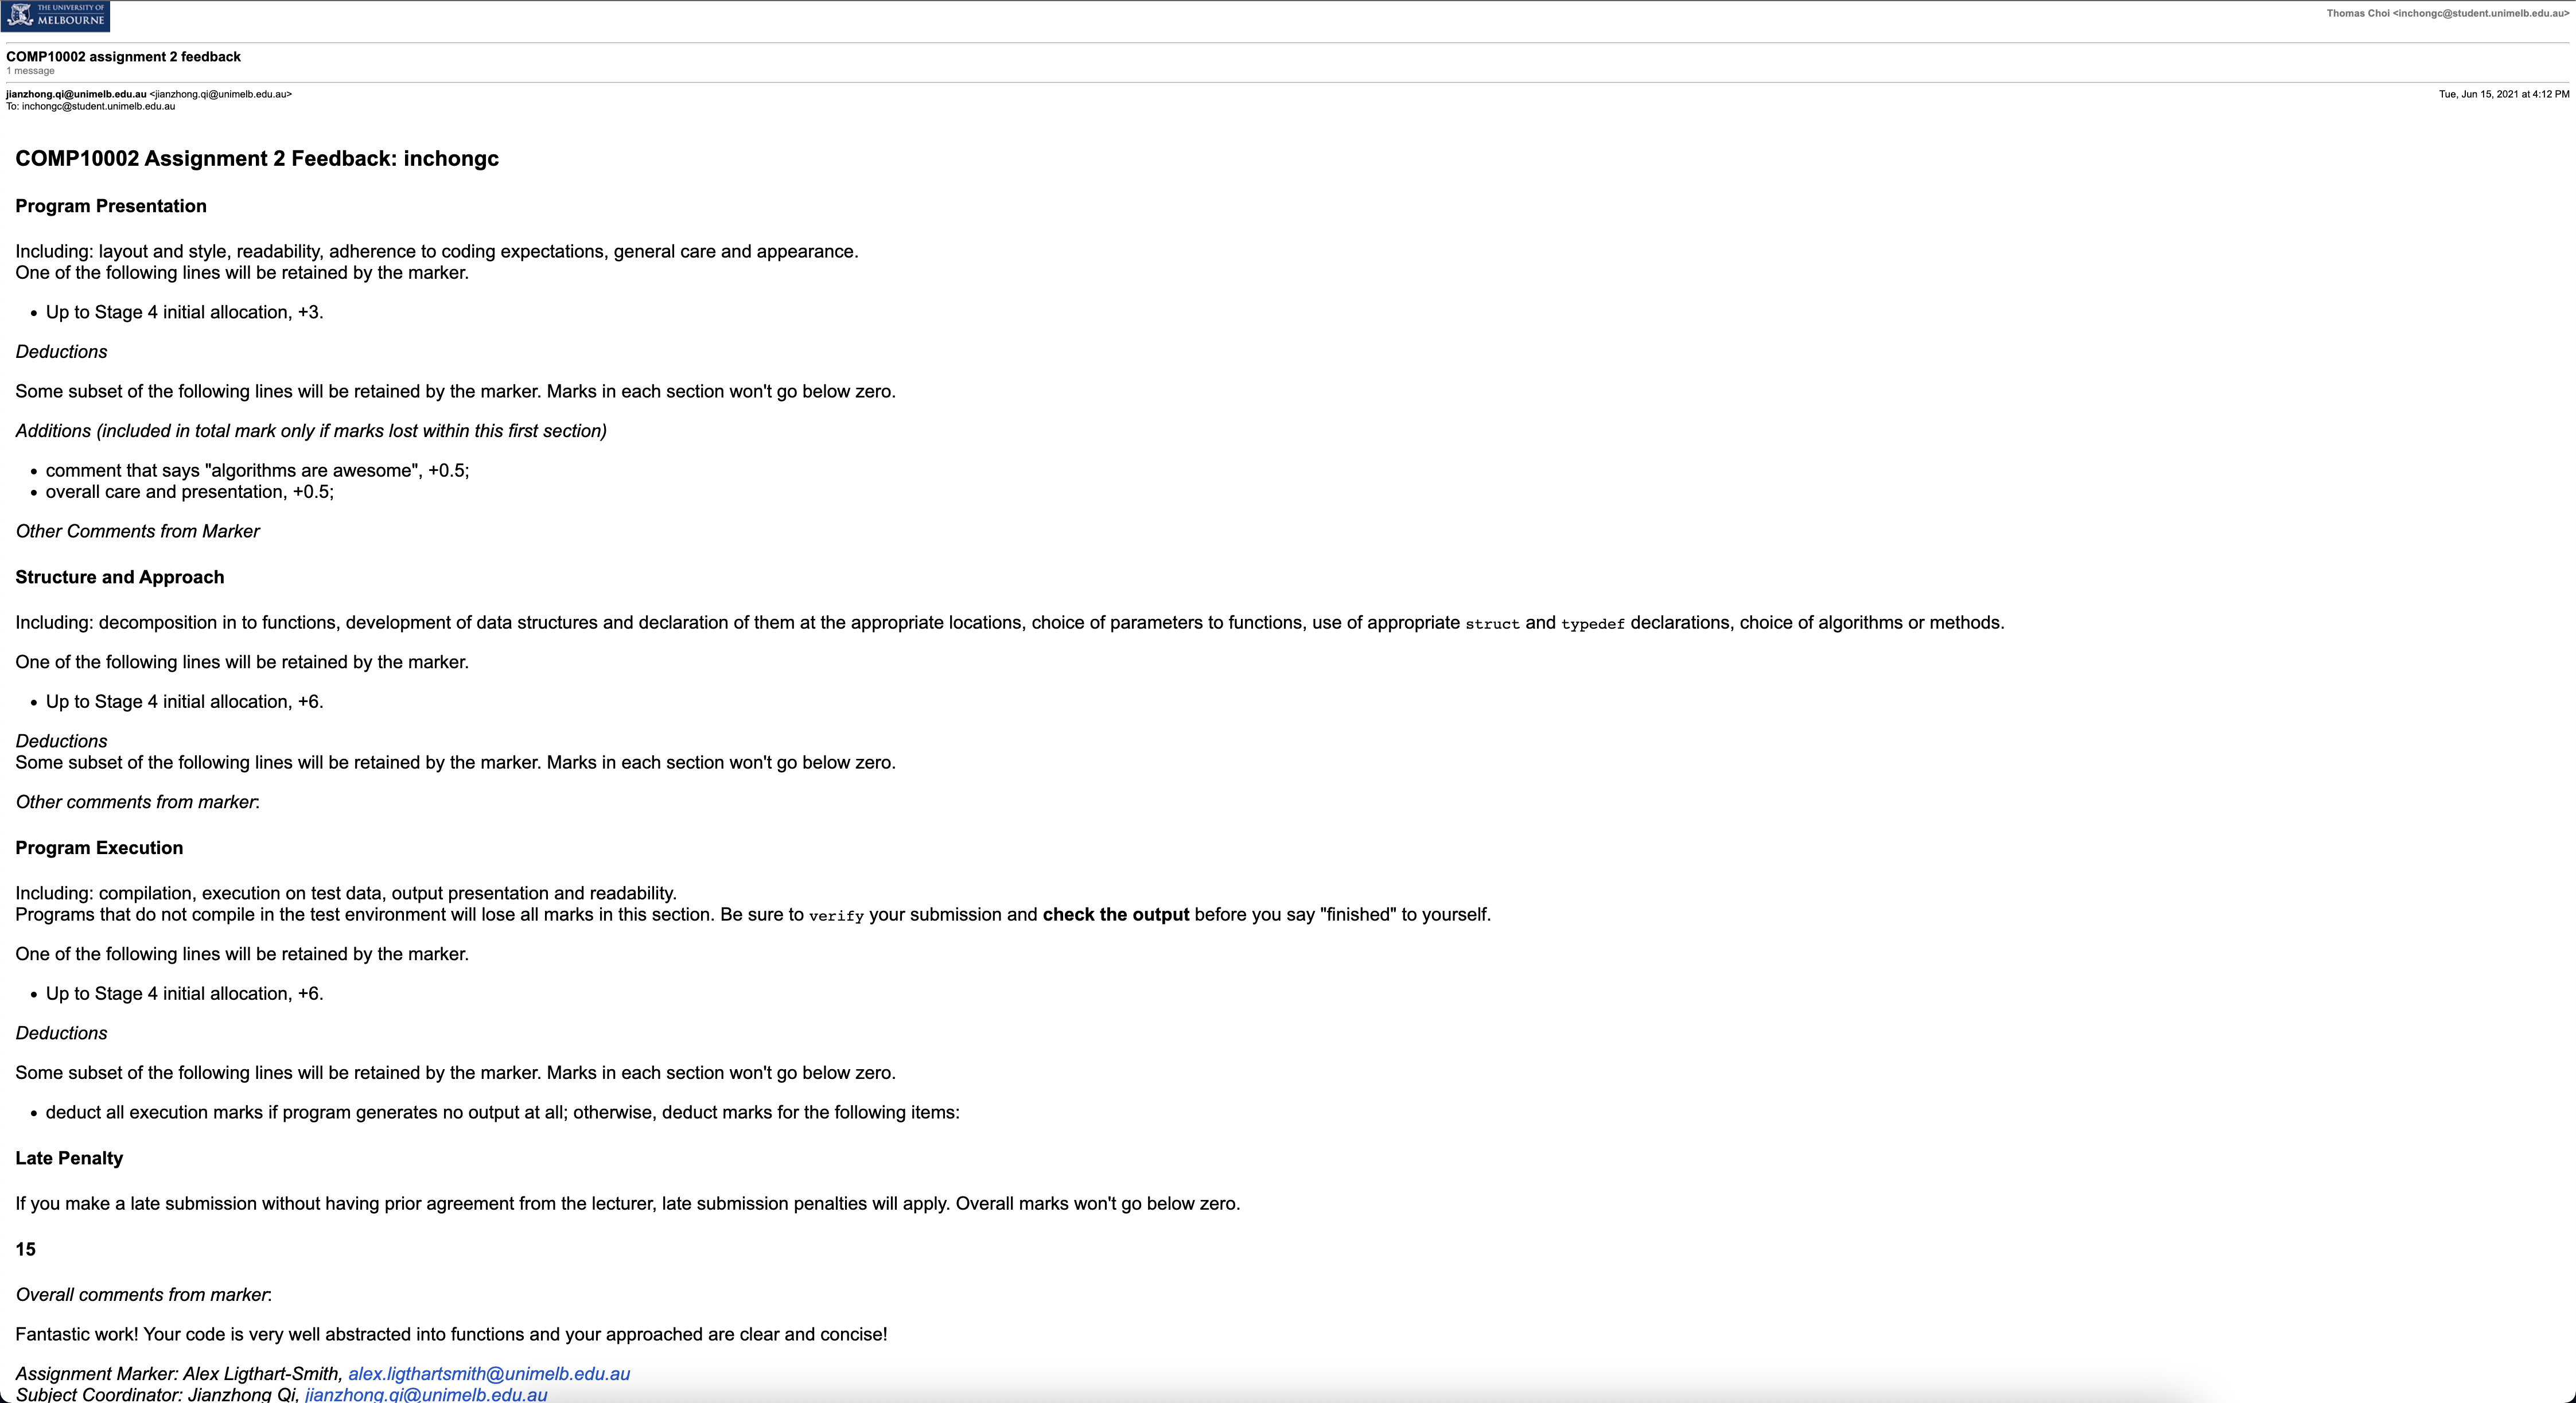 THE UNIVERSITY OF
MELBOURNE
Thomas Choi <inchongc@student.unimelb.edu.au>
COMP10002 assignment 2 feedback
1 message
jianzhong.qi@unimelb.edu.au <jianzhong.qi@unimelb.edu.au>
Tue, Jun 15, 2021 at 4:12 PM
To: inchongc@student.unimelb.edu.au
COMP10002 Assignment 2 Feedback: inchongc
Program Presentation
Including: layout and style, readability, adherence to coding expectations, general care and appearance.
One of the following lines will be retained by the marker.
• Up to Stage 4 initial allocation, +3.
Deductions
Some subset of the following lines will be retained by the marker. Marks in each section won't go below zero.
Additions (included in total mark only if marks lost within this first section)
• comment that says "algorithms are awesome", +0.5;
• overall care and presentation, +0.5;
Other Comments from Marker
Structure and Approach
Including: decomposition in to functions, development of data structures and declaration of them at the appropriate locations, choice of parameters to functions, use of appropriate struct and typedef declarations, choice of algorithms or methods.
One of the following lines will be retained by the marker.
• Up to Stage 4 initial allocation, +6.
Deductions
Some subset of the following lines will be retained by the marker. Marks in each section won't go below zero.
Other comments from marker:
Program Execution
Including: compilation, execution on test data, output presentation and readability.
Programs that do not compile in the test environment will lose all marks in this section. Be sure to verify your submission and check the output before you say "finished" to yourself.
One of the following lines will be retained by the marker.
• Up to Stage 4 initial allocation, +6.
Deductions
Some subset of the following lines will be retained by the marker. Marks in each section won't go below zero.
• deduct all execution marks if program generates no output at all; otherwise, deduct marks for the following items:
Late Penalty
If you make a late submission without having prior agreement from the lecturer, late submission penalties will apply. Overall marks won't go below zero.
15
Overall comments from marker:
Fantastic work! Your code is very well abstracted into functions and your approached are clear and concise!
Assignment Marker: Alex Ligthart-Smith, alex.ligthartsmith@unimelb.edu.au
Subject Coordinator: Jianzhong Qi, jianzhong.qi@unimelb.edu.au